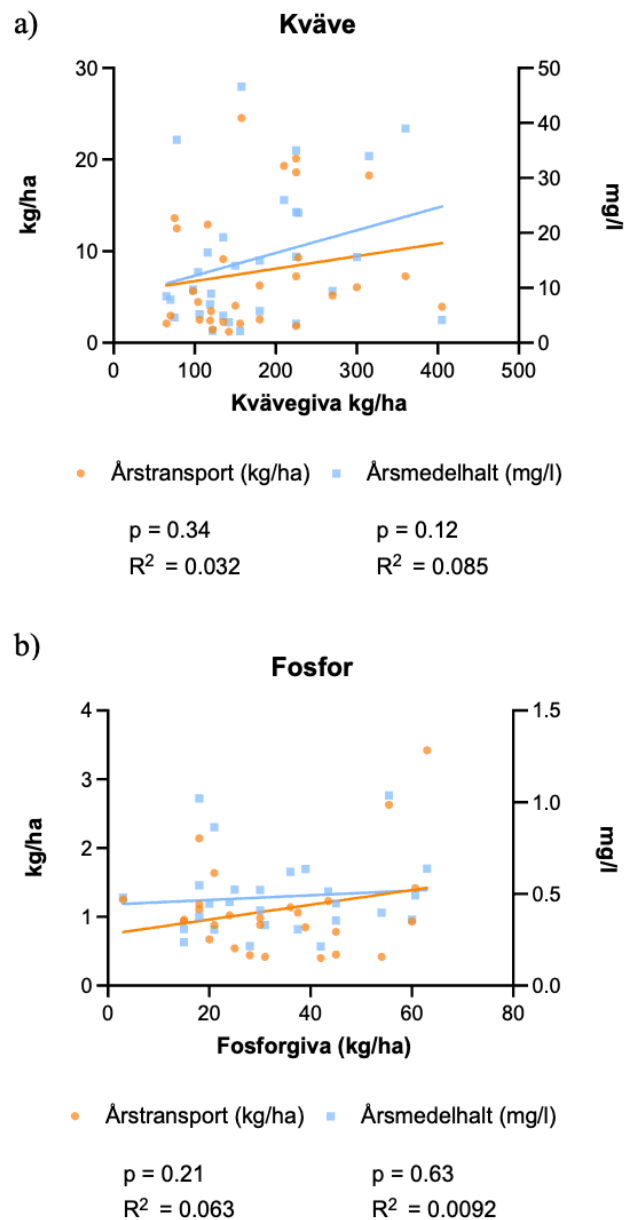 a)
Kväve
30
20
10
0
kg/ha
50
40
30
20
10
0
mg/l
0 100 200 300 400 500
Kvävegiva kg/ha
Årstransport (kg/ha) Årsmedelhalt (mg/l)
p = 0.34 p = 0.12
R² = 0.032 R² = 0.085
b)
Fosfor
4
3
2
1
0
kg/ha
1.5
1.0
0.5
0.0
mg/l
20 40 60 80
Fosforgiva (kg/ha)
Årstransport (kg/ha) Årsmedelhalt (mg/l)
p = 0.21 p = 0.63
R² = 0.063 R² = 0.0092